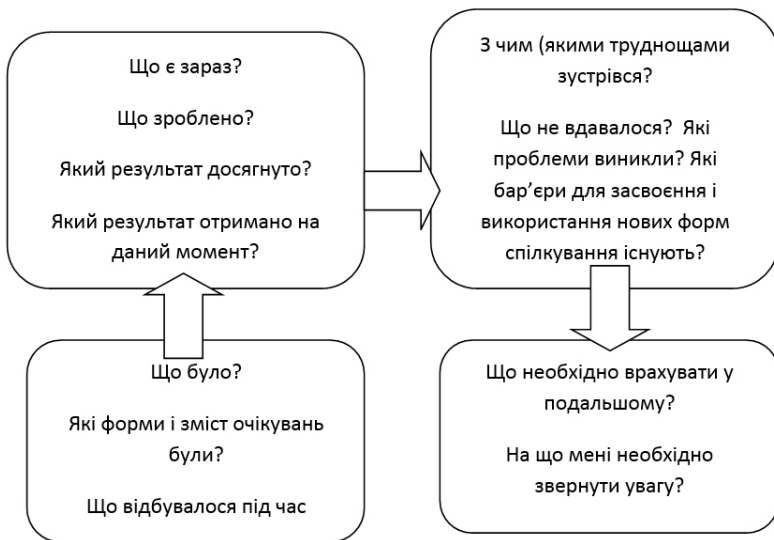 Що є зараз?
Що зроблено?
Який результат досягнуто?
Який результат отримано на
даний момент?
З чим (якими труднощами
зустрівся?
Що не вдавалося? Які
проблеми виникли? Які
бар’єри для засвоєння і
використання нових форм
спілкування існують?
Що було?
Які форми і зміст очікувань
були?
Що відбувалося під час
Що необхідно врахувати у
подальшому?
На що мені необхідно
звернути увагу?